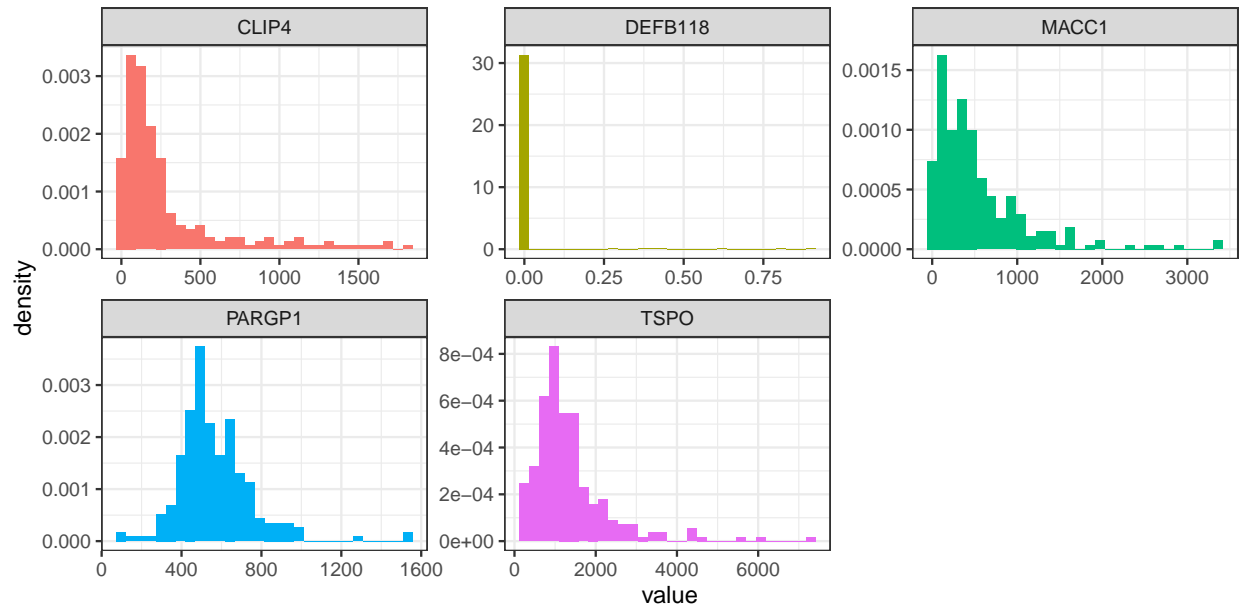 CLIP4
DEFB118
MACC1
0.003
0.002
0.001
0.000
30
20
10
0
0.0015
0.0010
0.0005
0.0000
0 500 1000 1500
0.00 0.25 0.50 0.75
0 1000 2000 3000
density
PARGP1
TSPO
0.003
0.002
0.001
0.000
8e−04
6e−04
4e−04
2e−04
0e+00
0 400 800 1200 1600
0 2000 4000 6000
value